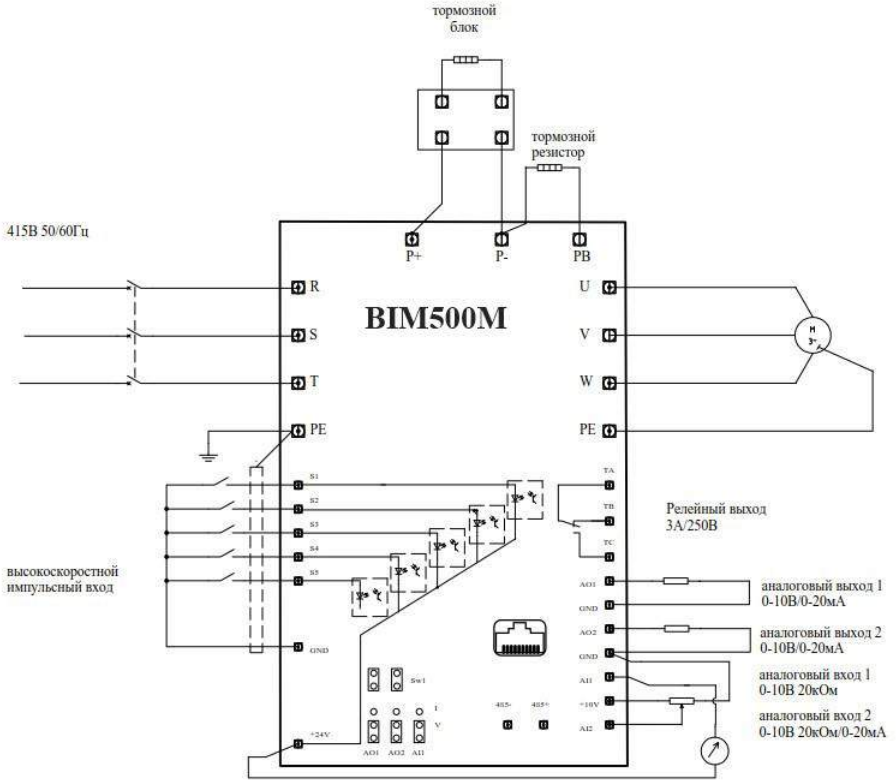 тормозной
блок
тормозной
резистор
415В 50/60Гц
P+
P-
PB
R
U
BIM500M
S
V
M
3~
T
W
PE
PE
S1
TA
S2
TB
Релейный выход
3А/250В
S3
S4
TC
высокоскоростной
импульсный вход
S5
AO1
аналоговый выход 1
0-10В/0-20мА
GND
AO2
аналоговый выход 2
0-10В/0-20мА
GND
GND
Sw1
AI1
аналоговый вход 1
0-10В 20кОм
I
485-
485+
+10V
V
AI2
аналоговый вход 2
0-10В 20кОм/0-20мА
+24V
AO1
AO2
AI1